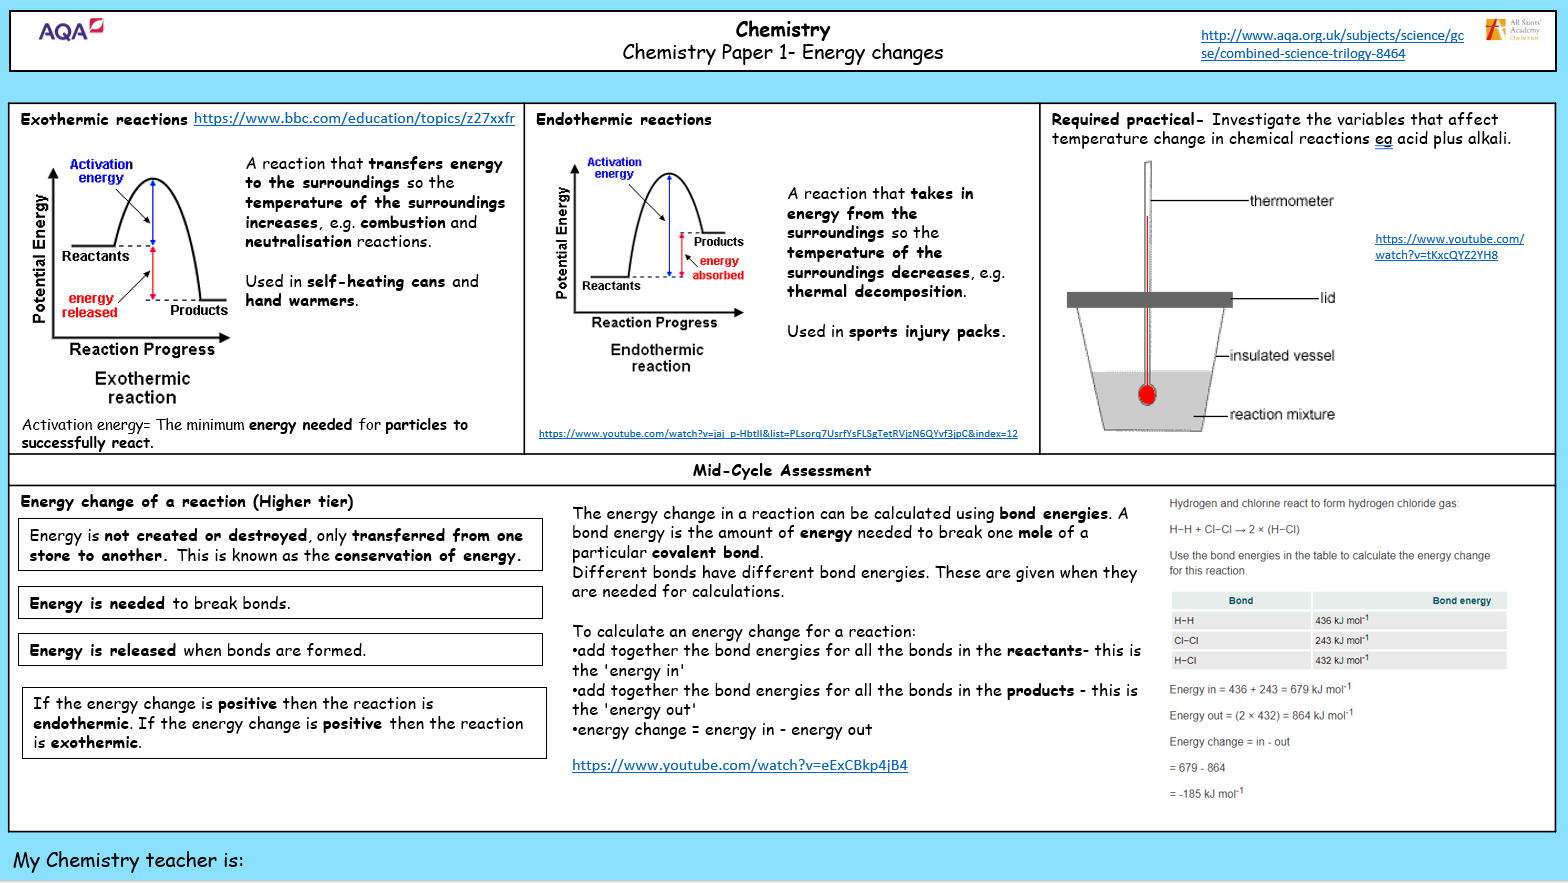 AQA
Chemistry
Chemistry Paper 1- Energy changes
http://www.aqa.org.uk/subjects/science/gc
se/combined-science-trilogy-8464
All Saints'
Academy
Exothermic reactions https://www.bbc.com/education/topics/z27xxfr
Activation
energy
Potential Energy
Reactants
energy
released
Products
Reaction Progress
Exothermic
reaction
A reaction that transfers energy
to the surroundings so the
temperature of the surroundings
increases, e.g. combustion and
neutralisation reactions.
Used in self-heating cans and
hand warmers.
Activation energy= The minimum energy needed for particles to
successfully react.
Endothermic reactions
Activation
energy
Potential Energy
Products
energy
absorbed
Reactants
Reaction Progress
Endothermic
reaction
A reaction that takes in
energy from the
surroundings so the
temperature of the
surroundings decreases, e.g.
thermal decomposition.
Used in sports injury packs.
Required practical- Investigate the variables that affect
temperature change in chemical reactions eg acid plus alkali.
thermometer
https://www.youtube.com/
watch?v=tKxcQYZ2YH8
lid
insulated vessel
reaction mixture
Mid-Cycle Assessment
Energy change of a reaction (Higher tier)
Energy is not created or destroyed, only transferred from one
store to another. This is known as the conservation of energy.
Energy is needed to break bonds.
Energy is released when bonds are formed.
If the energy change is positive then the reaction is
endothermic. If the energy change is positive then the reaction
is exothermic.
The energy change in a reaction can be calculated using bond energies. A
bond energy is the amount of energy needed to break one mole of a
particular covalent bond.
Different bonds have different bond energies. These are given when they
are needed for calculations.
To calculate an energy change for a reaction:
•add together the bond energies for all the bonds in the reactants- this is
the 'energy in'
•add together the bond energies for all the bonds in the products - this is
the 'energy out'
•energy change = energy in - energy out
https://www.youtube.com/watch?v=eExCBkp4jB4
Hydrogen and chlorine react to form hydrogen chloride gas:
H−H + Cl−Cl → 2 × (H−Cl)
Use the bond energies in the table to calculate the energy change
for this reaction.
Bond Bond energy
H−H 436 kJ mol⁻¹
Cl−Cl 243 kJ mol⁻¹
H−Cl 432 kJ mol⁻¹
Energy in = 436 + 243 = 679 kJ mol⁻¹
Energy out = (2 × 432) = 864 kJ mol⁻¹
Energy change = in - out
= 679 - 864
= -185 kJ mol⁻¹
My Chemistry teacher is: